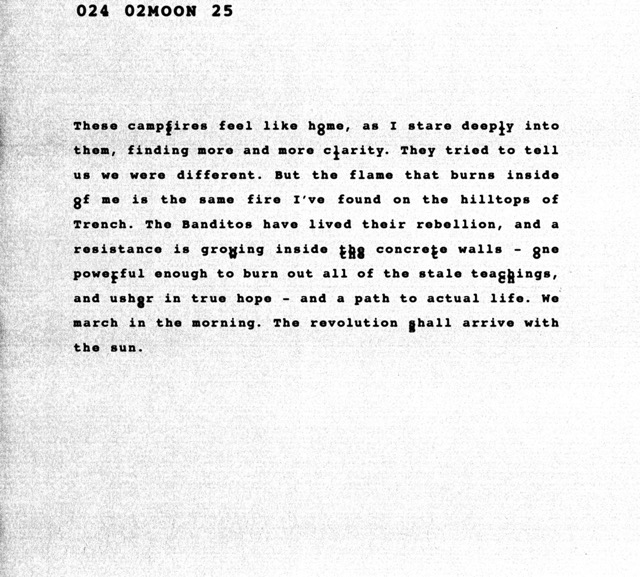 024 02MOON 25
These campfires feel like home, as I stare deeply into
them, finding more and more clarity. They tried to tell
us we were different. But the flame that burns inside
of me is the same fire I've found on the hilltops of
Trench. The Banditos have lived their rebellion, and a
resistance is growing inside the concrete walls - one
powerful enough to burn out all of the stale teachings,
and usher in true hope - and a path to actual life. We
march in the morning. The revolution shall arrive with
the sun.